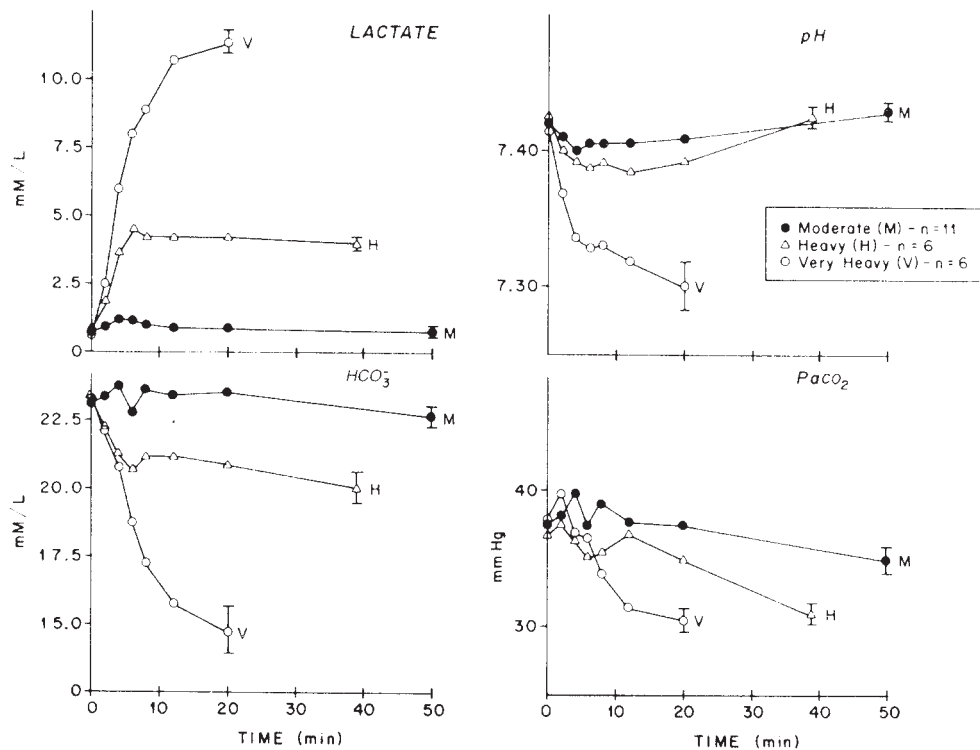 LACTATE
mM/L
10.0
7.5
5.0
2.5
0
V
H
M
pH
7.40
7.30
H
M
V
● Moderate (M) - n=11
△ Heavy (H) - n=6
○ Very Heavy (V) - n=6
HCO₃⁻
mM/L
22.5
20.0
17.5
15.0
0
M
H
V
0 10 20 30 40 50
TIME (min)
PaCO₂
mmHg
40
30
M
H
V
0 10 20 30 40 50
TIME (min)